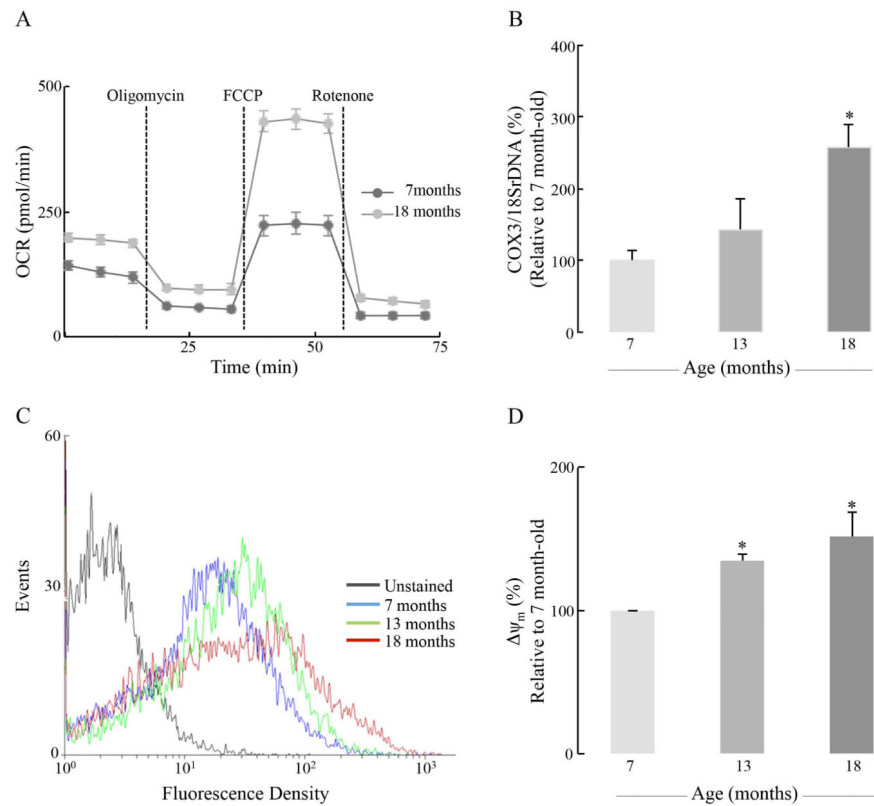 A
500
Oligomycin
FCCP
Rotenone
7months
18 months
250
OCR (pmol/min)
0
25
50
75
Time (min)
B
400
300
200
100
0
COX3/18SrDNA (%)
(Relative to 7 month-old)
*
7
13
18
Age (months)
C
60
30
0
Events
Unstained
7 months
13 months
18 months
10⁰
10¹
10²
10³
Fluorescence Density
D
200
100
0
Δψm (%)
Relative to 7 month-old
*
*
7
13
18
Age (months)